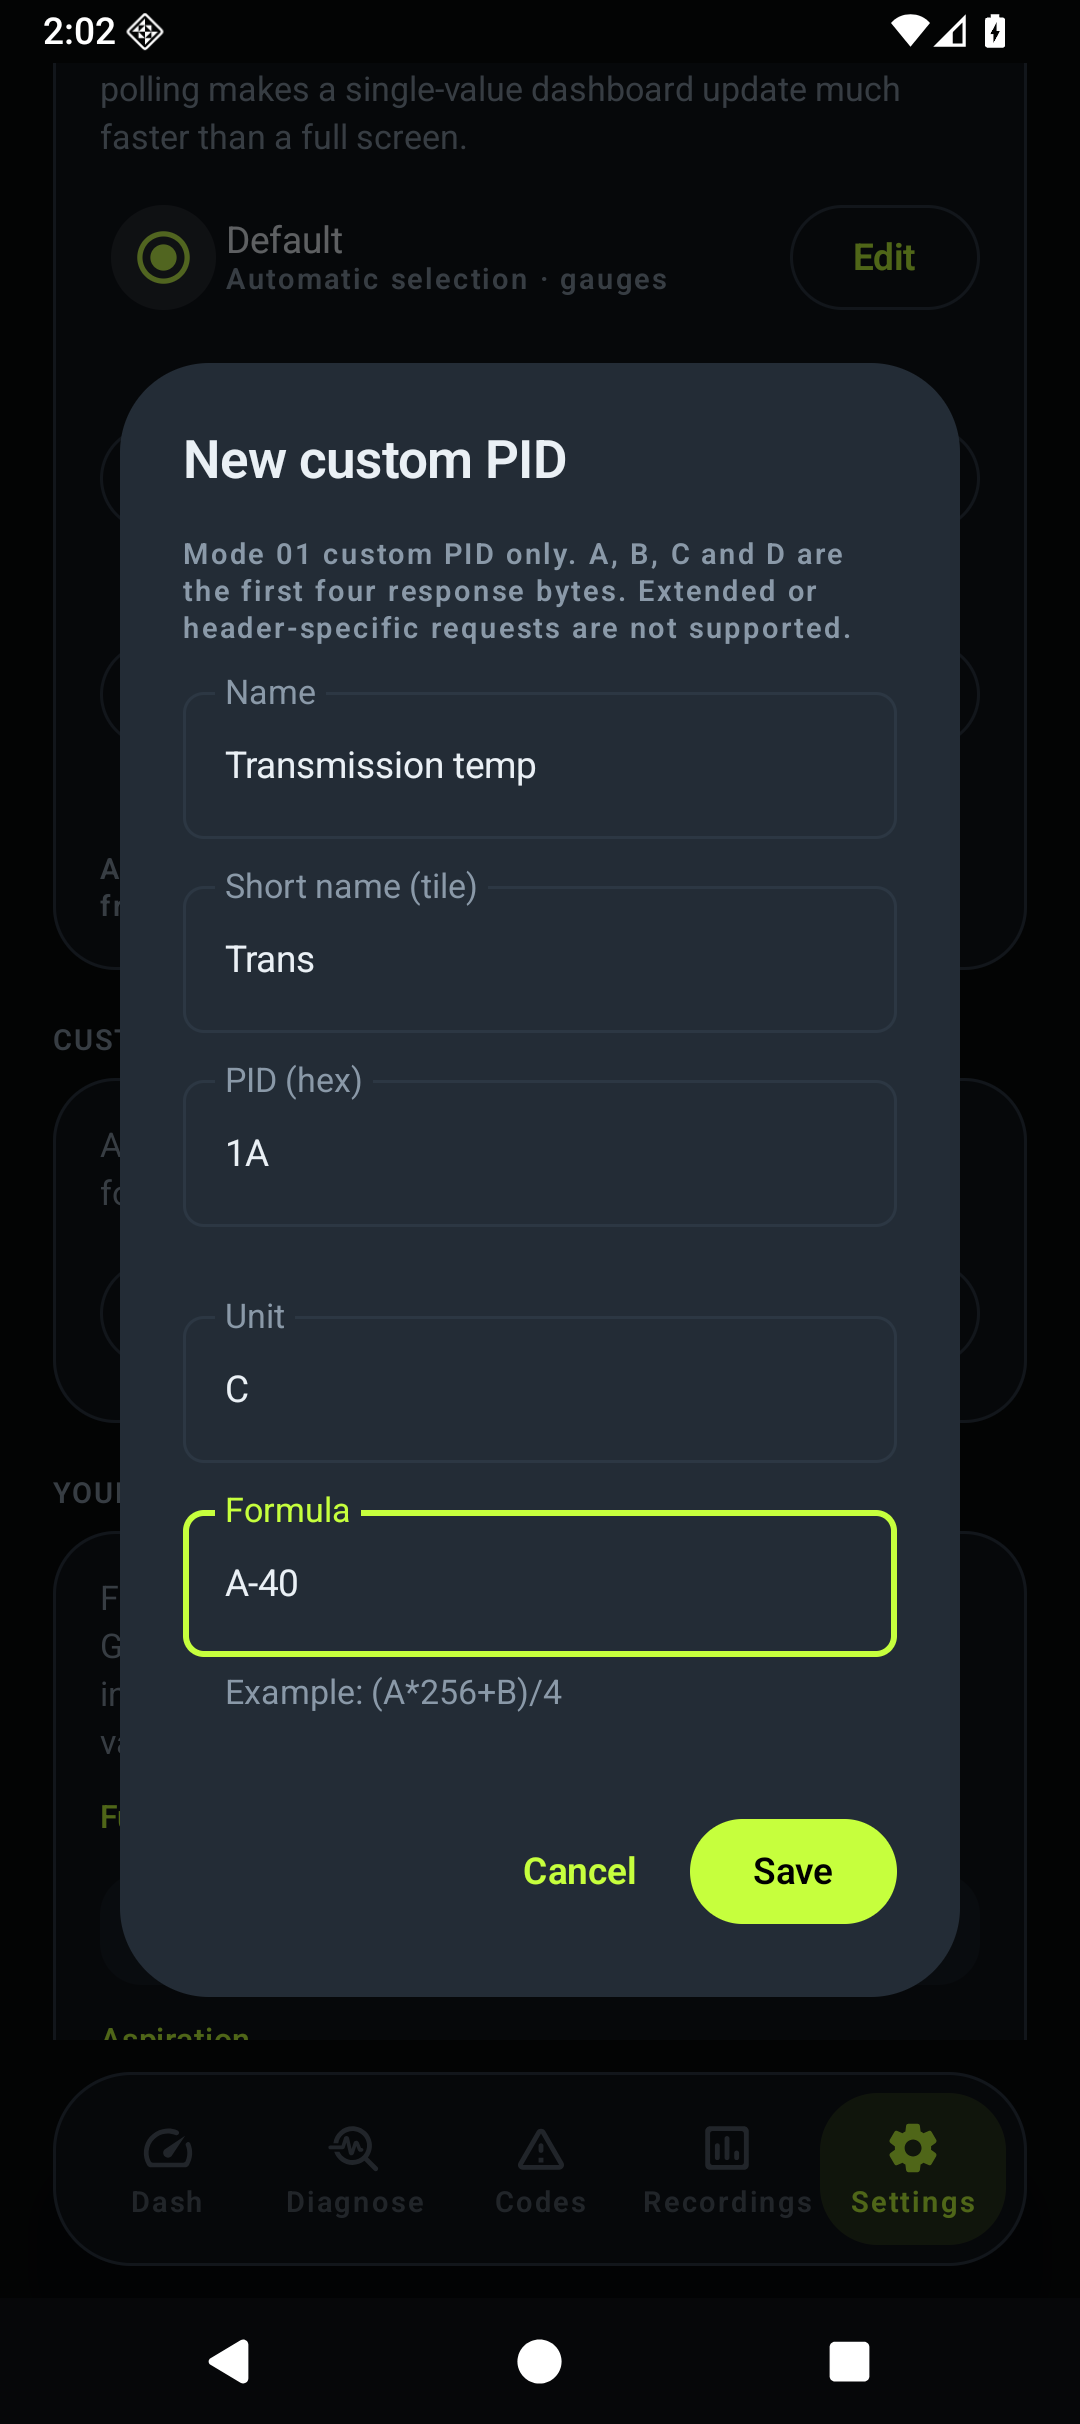 2:02
polling makes a single-value dashboard update much
faster than a full screen.
Default
Automatic selection · gauges
Edit
New custom PID
Mode 01 custom PID only. A, B, C and D are
the first four response bytes. Extended or
header-specific requests are not supported.
Name
Transmission temp
Short name (tile)
Trans
PID (hex)
1A
Unit
C
Formula
A-40
Example: (A*256+B)/4
Cancel
Save
Aspiration
Dash
Diagnose
Codes
Recordings
Settings